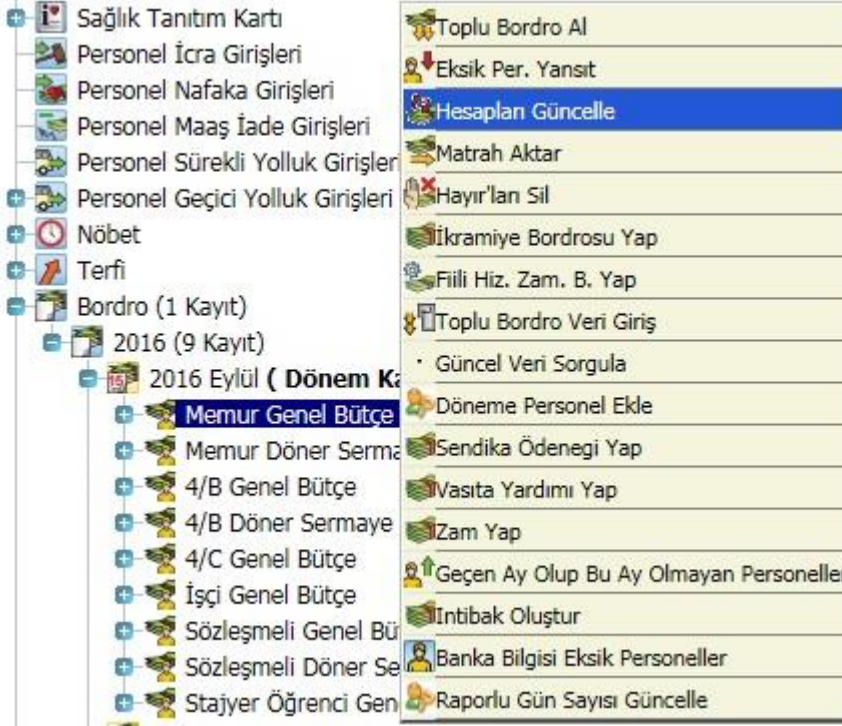 Sağlık Tanıtım Kartı
Personel İcra Girişleri
Personel Nafaka Girişleri
Personel Maaş İade Girişleri
Personel Sürekli Yolluk Girişleri
Personel Geçici Yolluk Girişleri
Nöbet
Terfi
Bordro (1 Kayıt)
2016 (9 Kayıt)
15
2016 Eylül ( Dönem Ka
Memur Genel Bütçe
Memur Döner Serma
4/B Genel Bütçe
4/B Döner Sermaye
4/C Genel Bütçe
İşçi Genel Bütçe
Sözleşmeli Genel Bü
Sözleşmeli Döner Se
Stajyer Öğrenci Gen
Toplu Bordro Al
Eksik Per. Yansıt
Hesapları Güncelle
Matrah Aktar
Hayır'ları Sil
İkramiye Bordrosu Yap
Fiili Hiz. Zam. B. Yap
Toplu Bordro Veri Giriş
Güncel Veri Sorgula
Döneme Personel Ekle
Sendika Ödenegi Yap
Vasıta Yardımı Yap
Zam Yap
Geçen Ay Olup Bu Ay Olmayan Personeller
Intibak Oluştur
Banka Bilgisi Eksik Personeller
Raporlu Gün Sayısı Güncelle